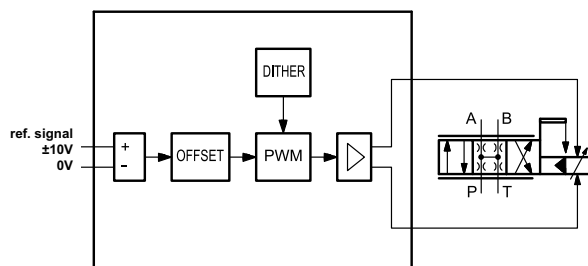 DITHER
ref. signal
±10V
0V
+
-
OFFSET
PWM
A B
P T